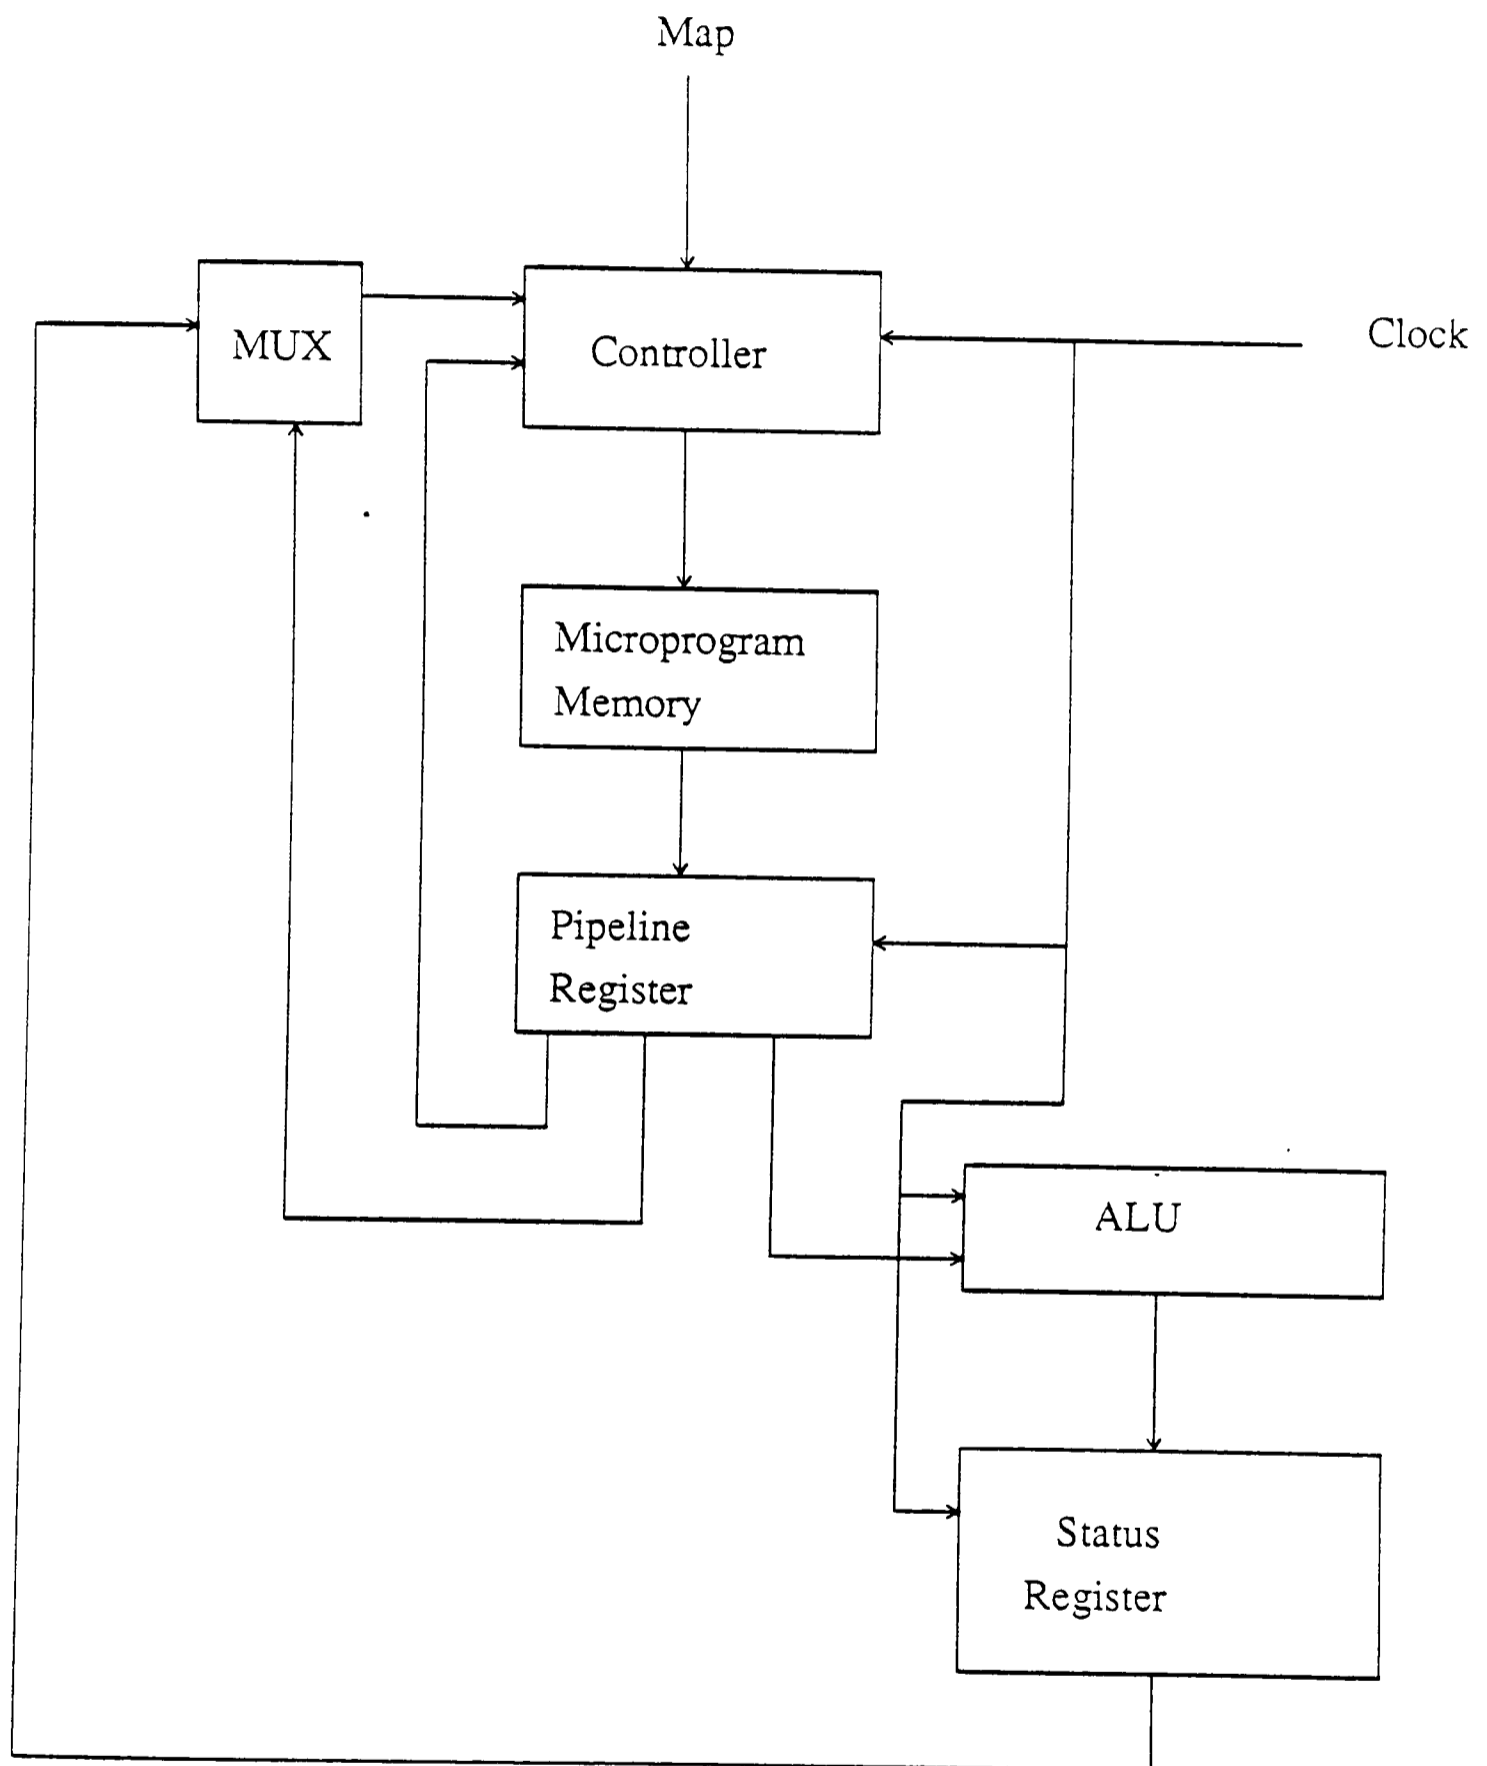 Map
MUX
Controller
Clock
Microprogram
Memory
Pipeline
Register
ALU
Status
Register